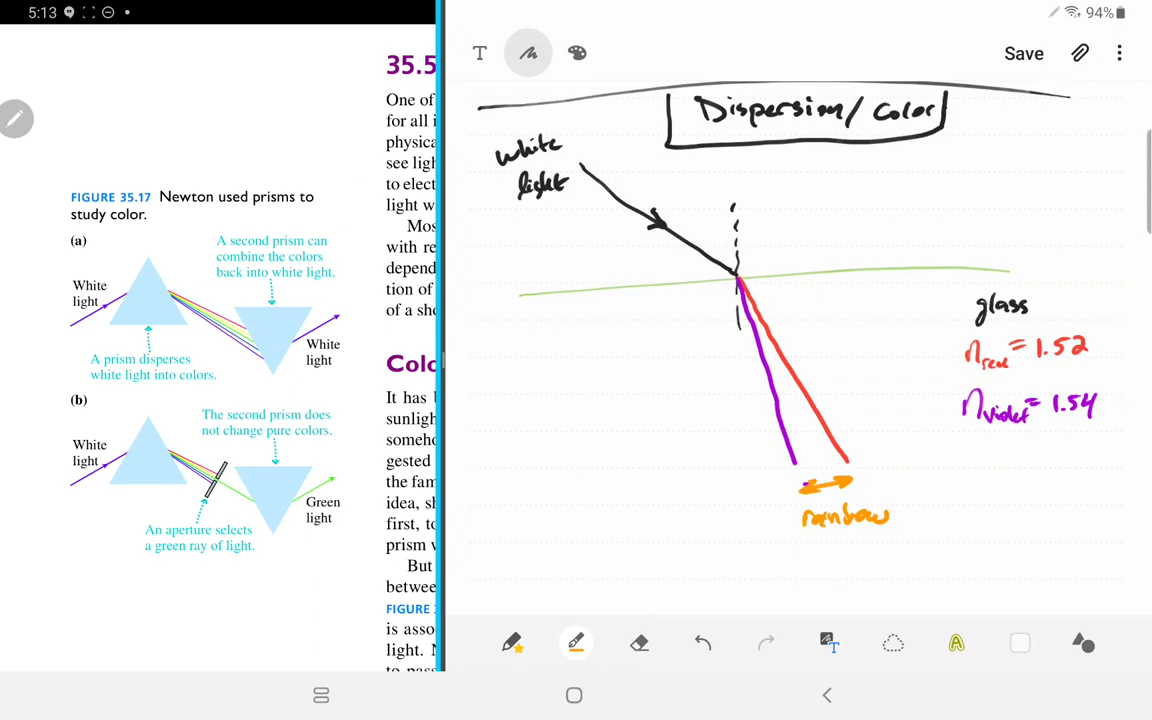 5:13
94%
35.5
One of
for all i
physica
see ligh
to elect
light w
Mos
with re
depend
tion of
of a sho
Colo
It has b
sunligh
someho
gested
the fam
idea, sh
first, to
prism w
But
betwee
FIGURE 3
is asso
light. N
to pass
FIGURE 35.17 Newton used prisms to
study color.
(a)
A second prism can
combine the colors
back into white light.
White
light
White
light
A prism disperses
white light into colors.
(b)
The second prism does
not change pure colors.
White
light
Green
light
An aperture selects
a green ray of light.
T
Save
Dispersion/Color
white
light
glass
nred = 1.52
nviolet = 1.54
rainbow
T
A